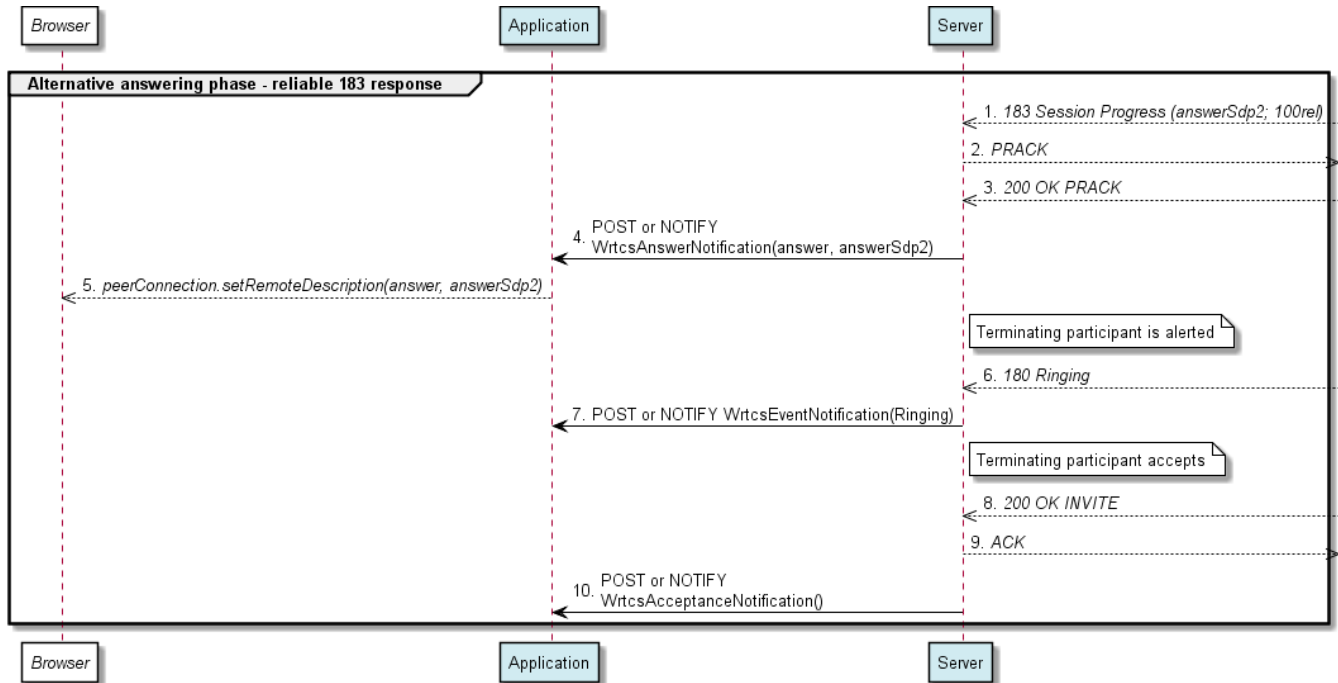 Browser
Application
Server
Alternative answering phase - reliable 183 response
1. 183 Session Progress (answerSdp2; 100rel)
2. PRACK
3. 200 OK PRACK
4. POST or NOTIFY
WrtcsAnswerNotification(answer, answerSdp2)
5. peerConnection.setRemoteDescription(answer, answerSdp2)
Terminating participant is alerted
6. 180 Ringing
7. POST or NOTIFY WrtcsEventNotification(Ringing)
Terminating participant accepts
8. 200 OK INVITE
9. ACK
10. POST or NOTIFY
WrtcsAcceptanceNotification()
Browser
Application
Server